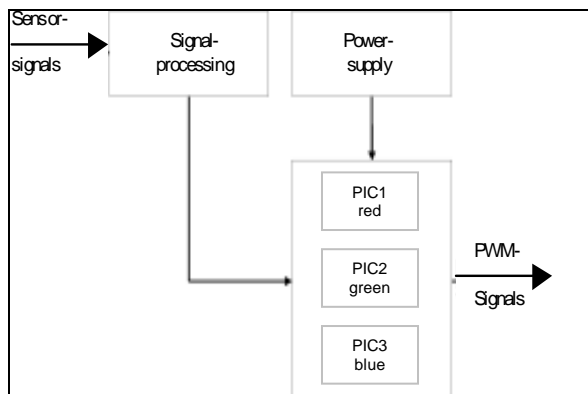 Sensor-
signals
Signal-
processing
Power-
supply
PIC1
red
PIC2
green
PWM-
Signals
PIC3
blue